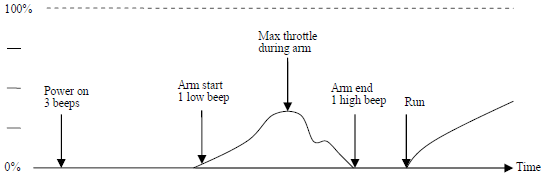 100%
Max throttle
during arm
Arm start
1 low beep
Power on
3 beeps
Arm end
1 high beep
Run
0%
Time